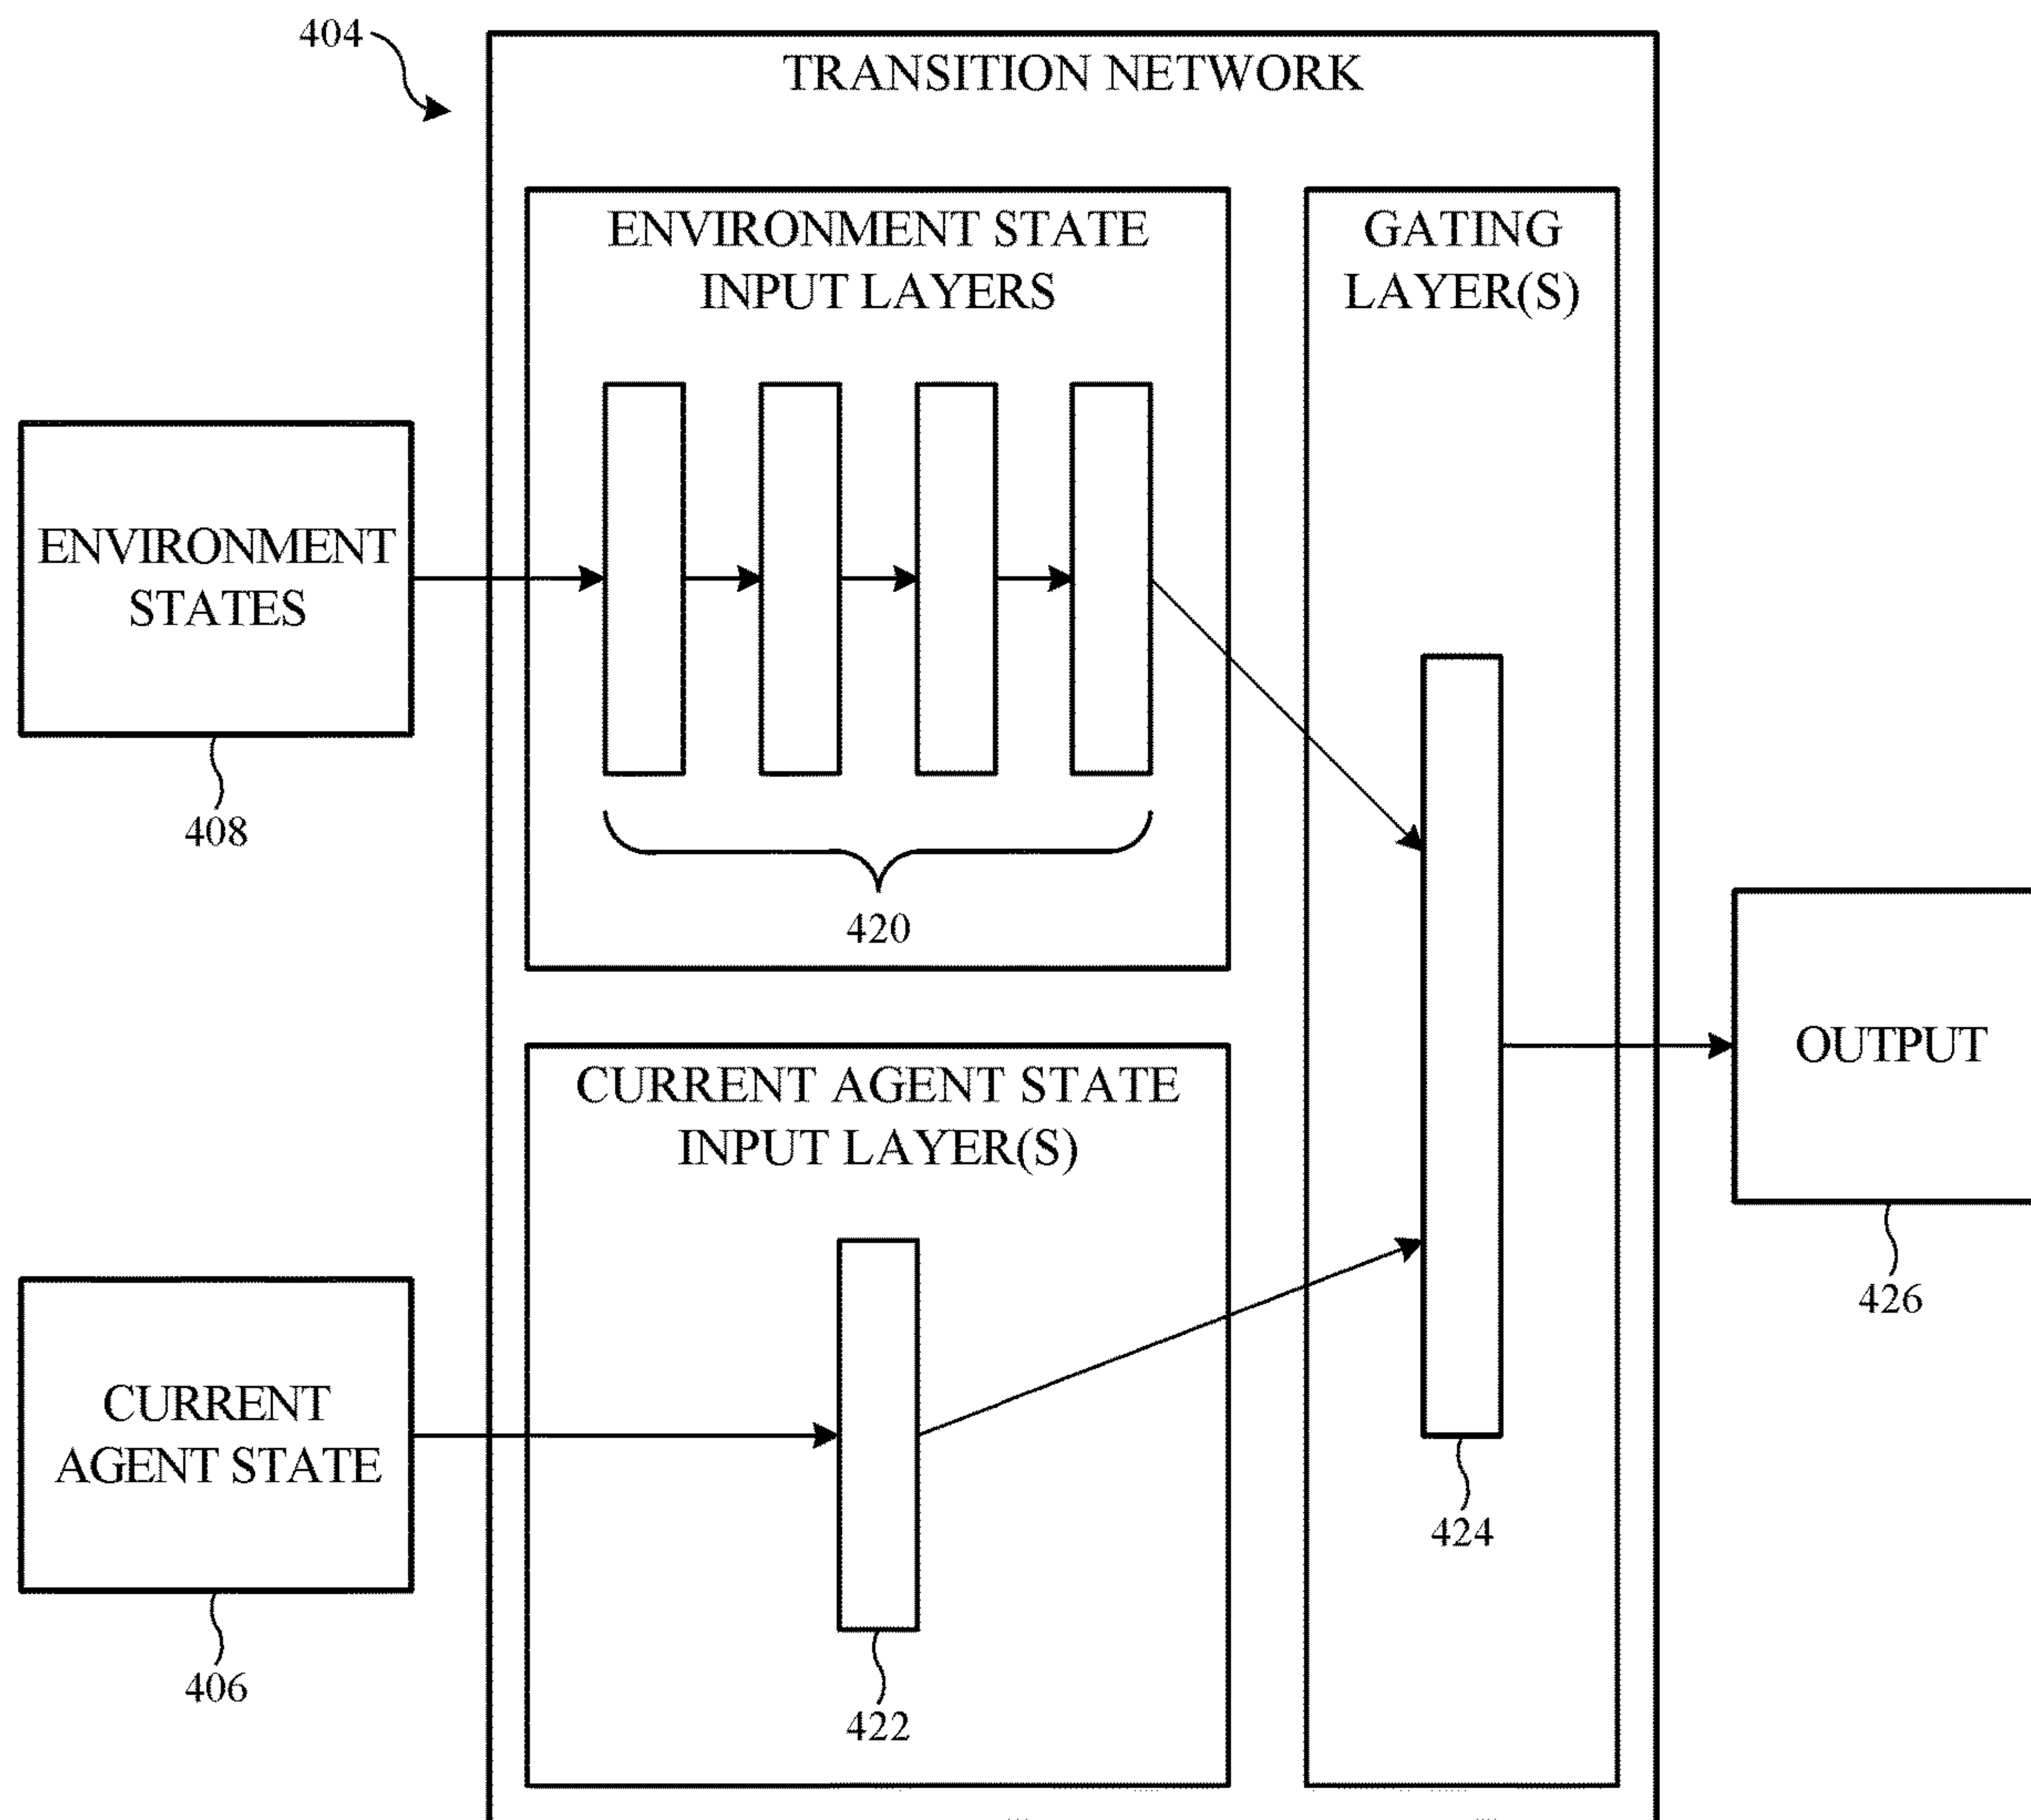 404
TRANSITION NETWORK
ENVIRONMENT STATE
INPUT LAYERS
GATING
LAYER(S)
ENVIRONMENT
STATES
408
420
OUTPUT
426
CURRENT AGENT STATE
INPUT LAYER(S)
CURRENT
AGENT STATE
406
422
424